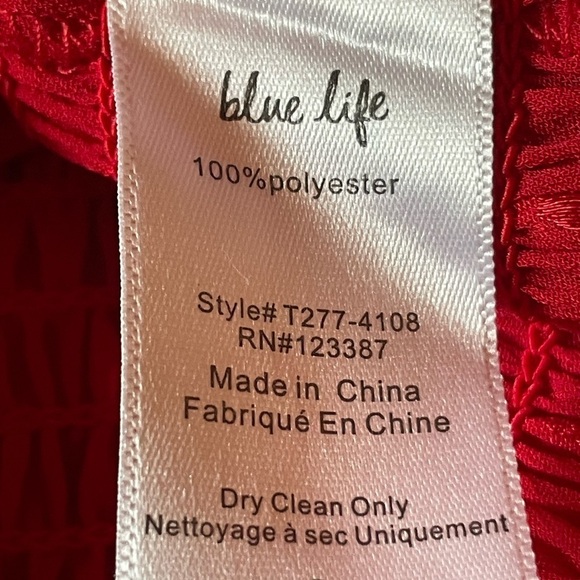 blue life
100%polyester
Style# T277-4108
RN#123387
Made in China
Fabriqué En Chine
Dry Clean Only
Nettoyage à sec Uniquement